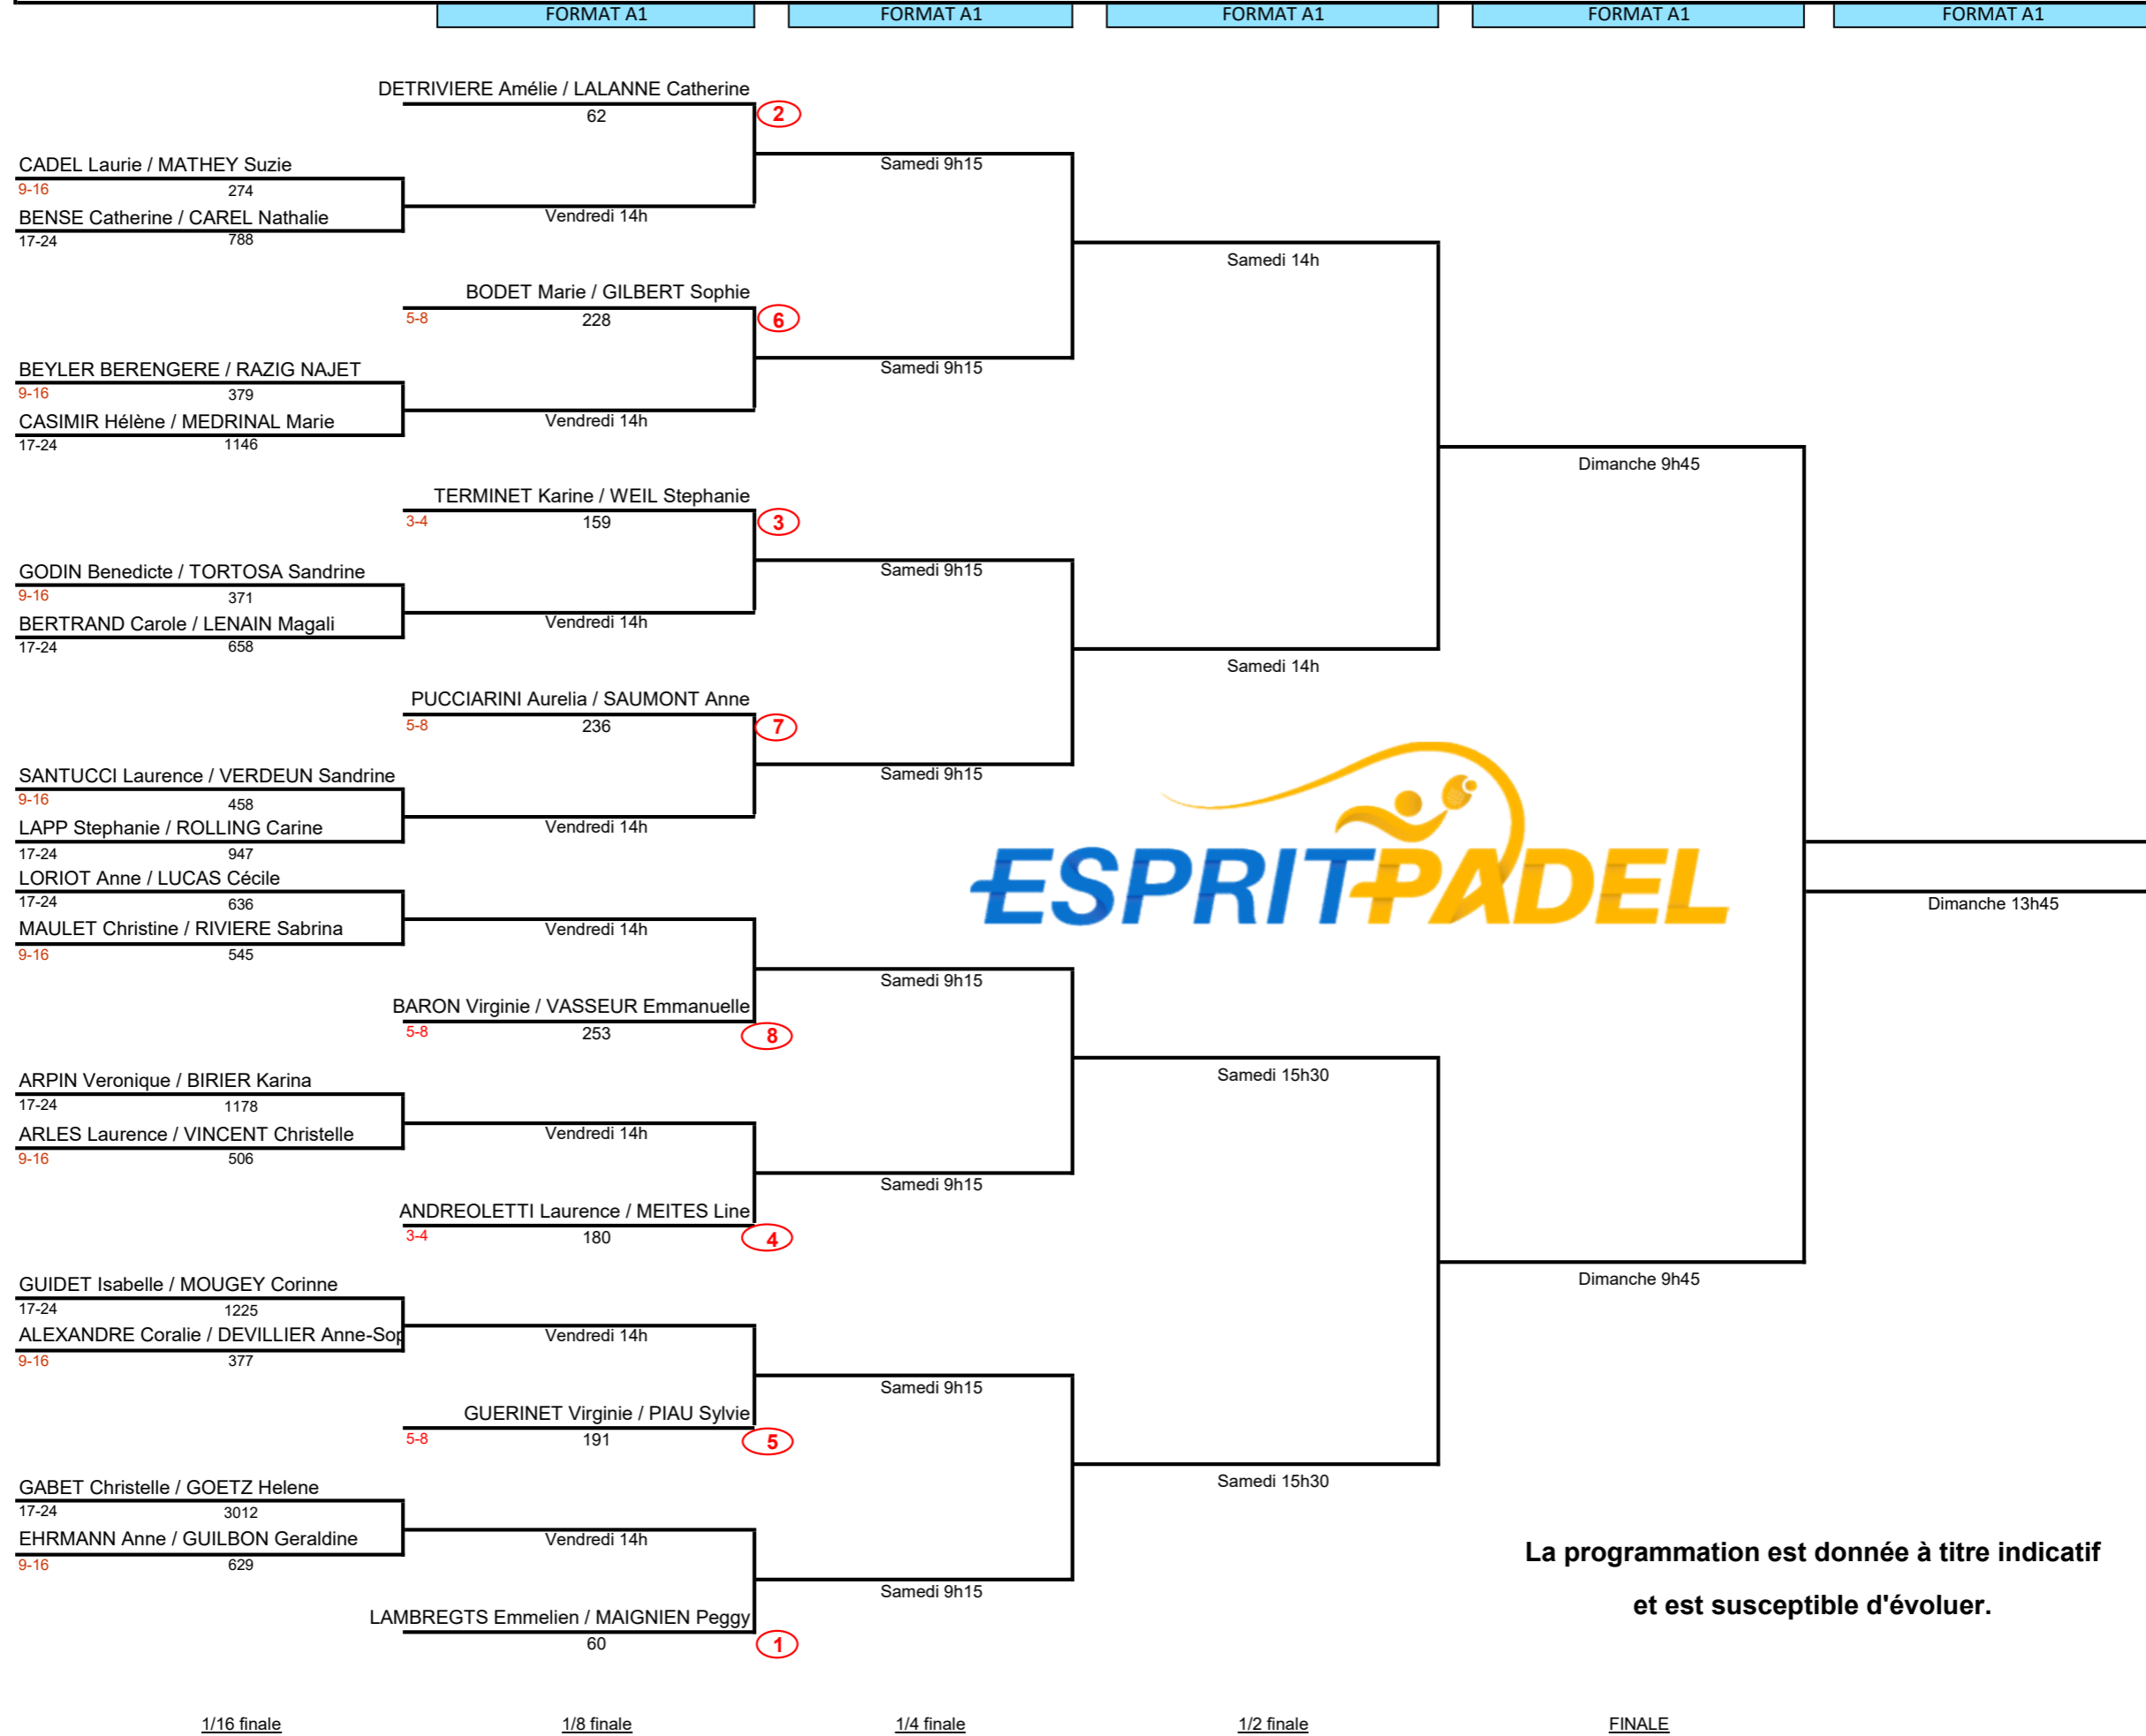 FORMAT A1 FORMAT A1 FORMAT A1 FORMAT A1 FORMAT A1
DETRIVIERE Amélie / LALANNE Catherine
62 2
CADEL Laurie / MATHEY Suzie Samedi 9h15
9-16 274
BENSE Catherine / CAREL Nathalie Vendredi 14h
17-24 788
Samedi 14h
BODET Marie / GILBERT Sophie
5-8 228 6
BEYLER BERENGERE / RAZIG NAJET Samedi 9h15
9-16 379
CASIMIR Hélène / MEDRINAL Marie Vendredi 14h
17-24 1146
Dimanche 9h45
TERMINET Karine / WEIL Stephanie
3-4 159 3
GODIN Benedicte / TORTOSA Sandrine Samedi 9h15
9-16 371
BERTRAND Carole / LENAIN Magali Vendredi 14h
17-24 658
Samedi 14h
PUCCIARINI Aurelia / SAUMONT Anne
5-8 236 7
SANTUCCI Laurence / VERDEUN Sandrine Samedi 9h15
9-16 458
LAPP Stephanie / ROLLING Carine Vendredi 14h
17-24 947
ESPRITPADEL
LORIOT Anne / LUCAS Cécile
17-24 636 Dimanche 13h45
MAULET Christine / RIVIERE Sabrina Vendredi 14h
9-16 545
Samedi 9h15
BARON Virginie / VASSEUR Emmanuelle
5-8 253 8
ARPIN Veronique / BIRIER Karina Samedi 15h30
17-24 1178
ARLES Laurence / VINCENT Christelle Vendredi 14h
9-16 506
Samedi 9h15
ANDREOLETTI Laurence / MEITES Line
3-4 180 4
GUIDET Isabelle / MOUGEY Corinne Dimanche 9h45
17-24 1225
ALEXANDRE Coralie / DEVILLIER Anne-Sop Vendredi 14h
9-16 377
Samedi 9h15
GUERINET Virginie / PIAU Sylvie
5-8 191 5
GABET Christelle / GOETZ Helene Samedi 15h30
17-24 3012
EHRMANN Anne / GUILBON Geraldine Vendredi 14h
9-16 629
La programmation est donnée à titre indicatif
Samedi 9h15
et est susceptible d'évoluer.
LAMBREGTS Emmelien / MAIGNIEN Peggy
60 1
1/16 finale 1/8 finale 1/4 finale 1/2 finale FINALE